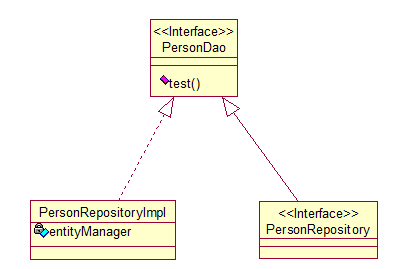 <<Interface>>
PersonDao
test()
PersonRepositoryImpl
entityManager
<<Interface>>
PersonRepository